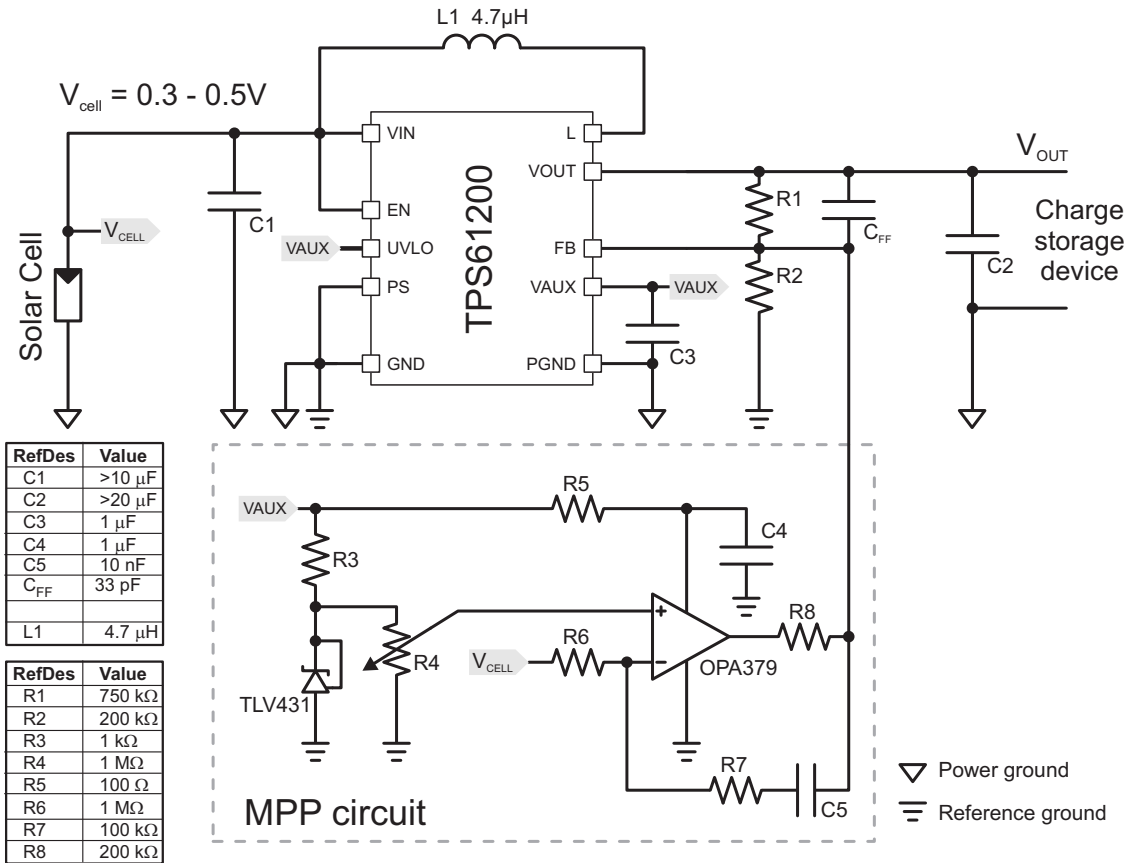 L1 4.7µH
V_cell = 0.3 - 0.5V
VIN
L
VOUT
V_OUT
R1
C_FF
C1
EN
V_CELL
VAUX
UVLO
FB
Charge
storage
device
C2
Solar Cell
TPS61200
PS
VAUX
VAUX
R2
C3
GND
PGND
RefDes Value
C1 >10 µF
C2 >20 µF
C3 1 µF
C4 1 µF
C5 10 nF
C_FF 33 pF
L1 4.7 µH
RefDes Value
R1 750 kΩ
R2 200 kΩ
R3 1 kΩ
R4 1 MΩ
R5 100 Ω
R6 1 MΩ
R7 100 kΩ
R8 200 kΩ
VAUX
R5
C4
R3
R8
R6
+
−
V_CELL
R4
OPA379
TLV431
R7
C5
MPP circuit
Power ground
Reference ground